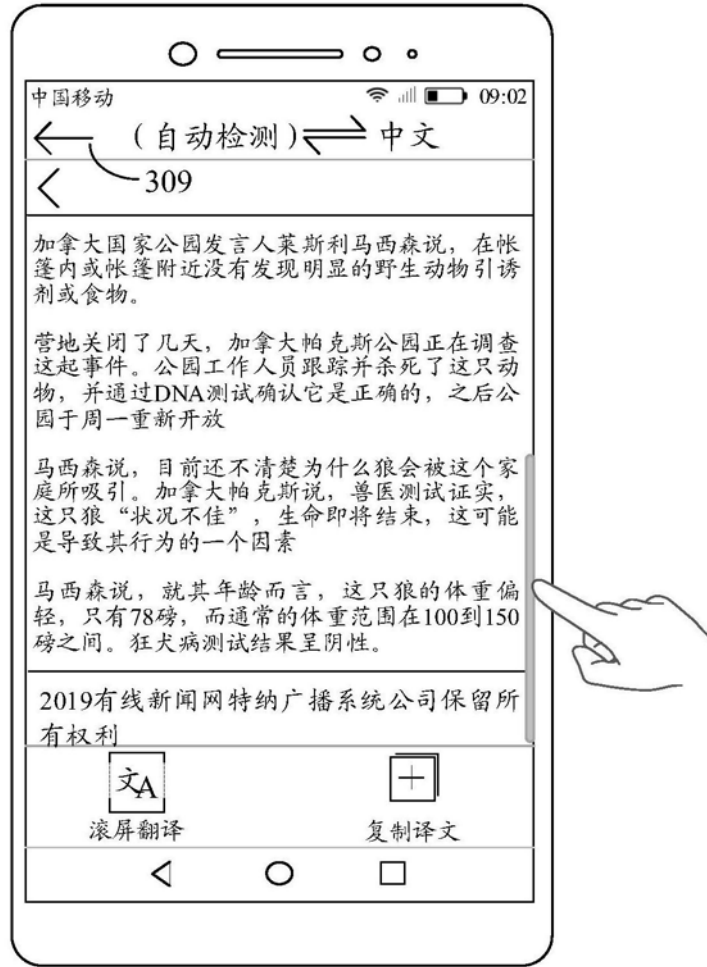 中国移动 09:02
(自动检测) 中文
309
加拿大国家公园发言人莱斯利马西森说，在帐
篷内或帐篷附近没有发现明显的野生动物引诱
剂或食物。
营地关闭了几天，加拿大帕克斯公园正在调查
这起事件。公园工作人员跟踪并杀死了这只动
物，并通过DNA测试确认它是正确的，之后公
园于周一重新开放
马西森说，目前还不清楚为什么狼会被这个家
庭所吸引。加拿大帕克斯说，兽医测试证实，
这只狼“状况不佳”，生命即将结束，这可能
是导致其行为的一个因素
马西森说，就其年龄而言，这只狼的体重偏
轻，只有78磅，而通常的体重范围在100到150
磅之间。狂犬病测试结果呈阴性。
2019有线新闻网特纳广播系统公司保留所
有权利
文A
滚屏翻译 复制译文